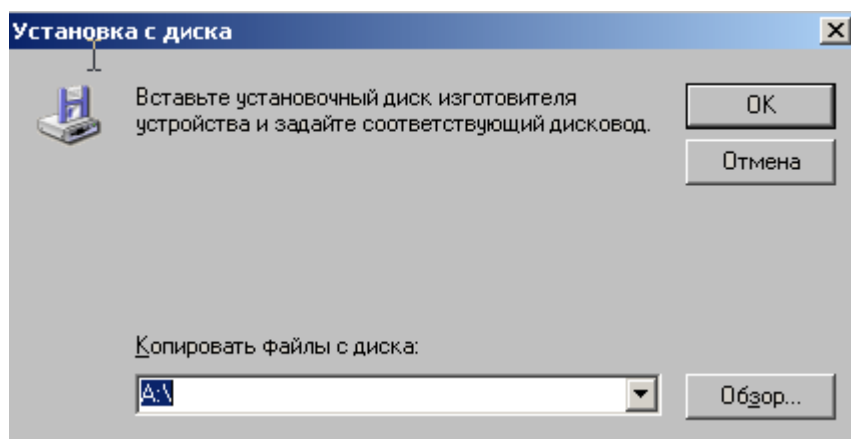 Установка с диска
Вставьте установочный диск изготовителя
устройства и задайте соответствующий дисковод.
OK
Отмена
Копировать файлы с диска:
A:\
Обзор...